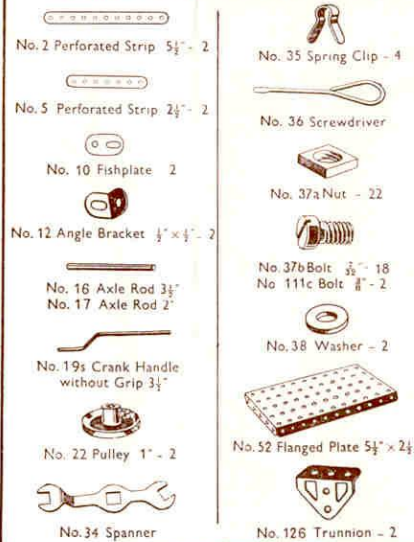 No. 2 Perforated Strip 5½" - 2
No. 5 Perforated Strip 2½" - 2
No. 10 Fishplate 2
No. 12 Angle Bracket ½" × ½" - 2
No. 16 Axle Rod 3½"
No. 17 Axle Rod 2"
No. 19s Crank Handle
without Grip 3½"
No. 22 Pulley 1" - 2
No. 34 Spanner
No. 35 Spring Clip - 4
No. 36 Screwdriver
No. 37a Nut - 22
No. 37b Bolt 7/32" - 18
No 111c Bolt 3/8" - 2
No. 38 Washer - 2
No. 52 Flanged Plate 5½" × 2½
No. 126 Trunnion - 2